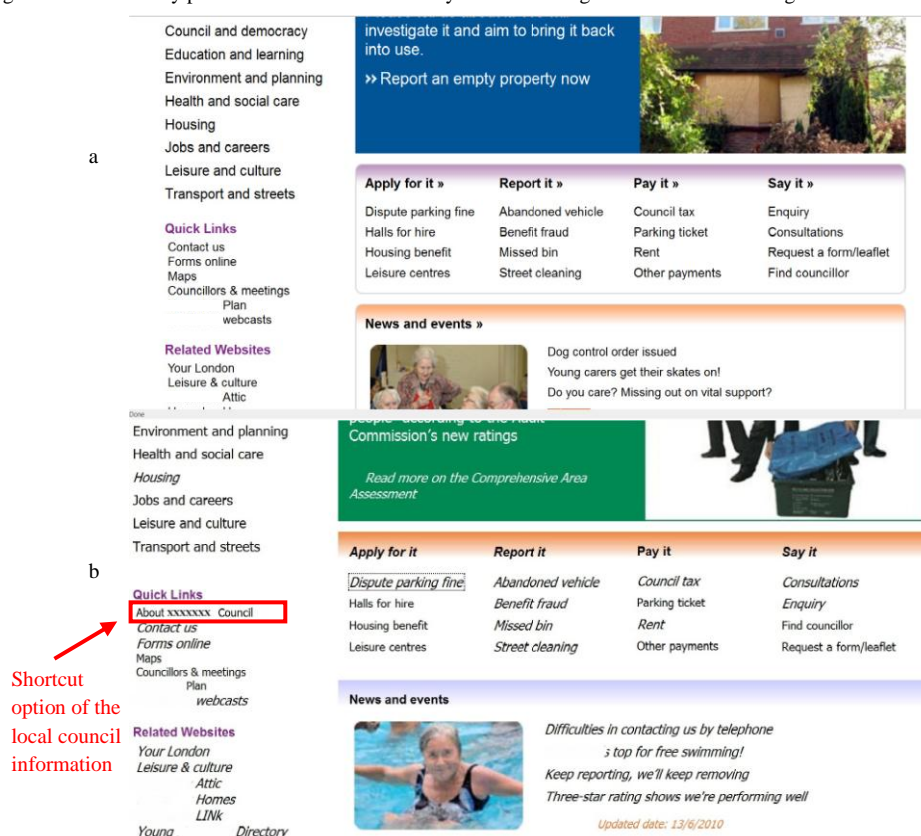 Council and democracy
Education and learning
Environment and planning
Health and social care
Housing
Jobs and careers
Leisure and culture
Transport and streets
Quick Links
Contact us
Forms online
Maps
Councillors & meetings
Plan
webcasts
Related Websites
Your London
Leisure & culture
Attic
investigate it and aim to bring it back
into use.
›› Report an empty property now
Apply for it » Report it » Pay it » Say it »
Dispute parking fine Abandoned vehicle Council tax Enquiry
Halls for hire Benefit fraud Parking ticket Consultations
Housing benefit Missed bin Rent Request a form/leaflet
Leisure centres Street cleaning Other payments Find councillor
News and events »
Dog control order issued
Young carers get their skates on!
Do you care? Missing out on vital support?
a
Done
Environment and planning
Health and social care
Housing
Jobs and careers
Leisure and culture
Transport and streets
Quick Links
About xxxxxxx Council
Contact us
Forms online
Maps
Councillors & meetings
Plan
webcasts
Related Websites
Your London
Leisure & culture
Attic
Homes
LINk
Young Directory
people" according to the Audit
Commission's new ratings
Read more on the Comprehensive Area
Assessment
Apply for it Report it Pay it Say it
Dispute parking fine Abandoned vehicle Council tax Consultations
Halls for hire Benefit fraud Parking ticket Enquiry
Housing benefit Missed bin Rent Find councillor
Leisure centres Street cleaning Other payments Request a form/leaflet
News and events
Difficulties in contacting us by telephone
s top for free swimming!
Keep reporting, we'll keep removing
Three-star rating shows we're performing well
Updated date: 13/6/2010
b
Shortcut
option of the
local council
information